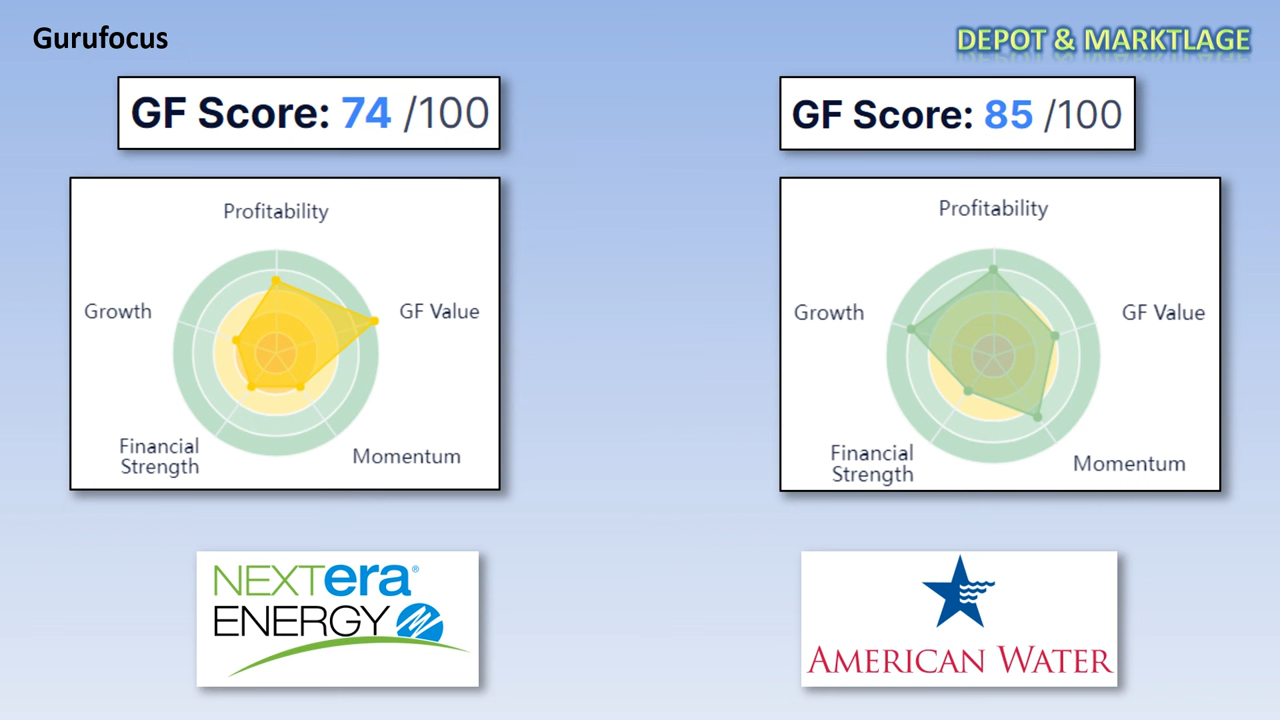 Gurufocus
DEPOT & MARKTLAGE
GF Score: 74 /100
GF Score: 85 /100
Profitability
Growth
GF Value
Financial
Strength
Momentum
Profitability
Growth
GF Value
Financial
Strength
Momentum
NEXTera®
ENERGY
AMERICAN WATER